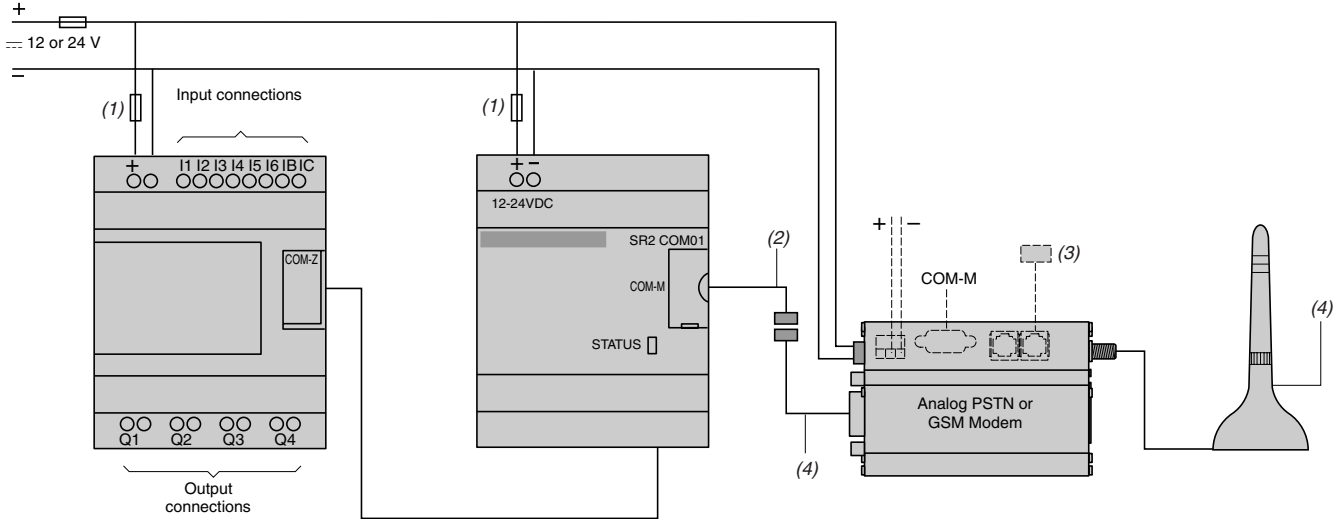 +
⎓ 12 or 24 V
−
(1)
Input connections
(1)
+
I1 I2 I3 I4 I5 I6 IB IC
+ −
12-24VDC
SR2 COM01
COM-Z
COM-M
STATUS
(2)
+ −
(3)
COM-M
(4)
Analog PSTN or
GSM Modem
(4)
Q1 Q2 Q3 Q4
Output
connections